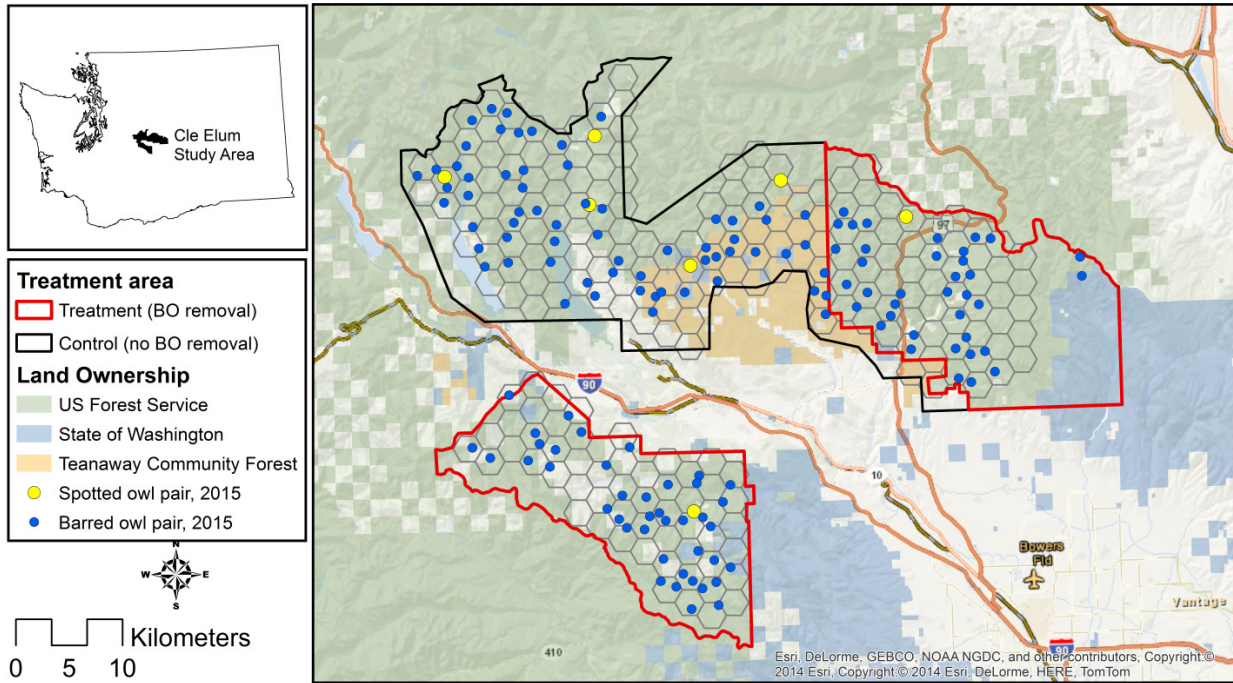 Cle Elum
Study Area
Treatment area
Treatment (BO removal)
Control (no BO removal)
Land Ownership
US Forest Service
State of Washington
Teanaway Community Forest
Spotted owl pair, 2015
Barred owl pair, 2015
N
W E
S
Kilometers
0 5 10
97
90
10
Bowers
Fld
Vantage
90
410
Esri, DeLorme, GEBCO, NOAA NGDC, and other contributors, Copyright:©
2014 Esri, Copyright:© 2014 Esri, DeLorme, HERE, TomTom